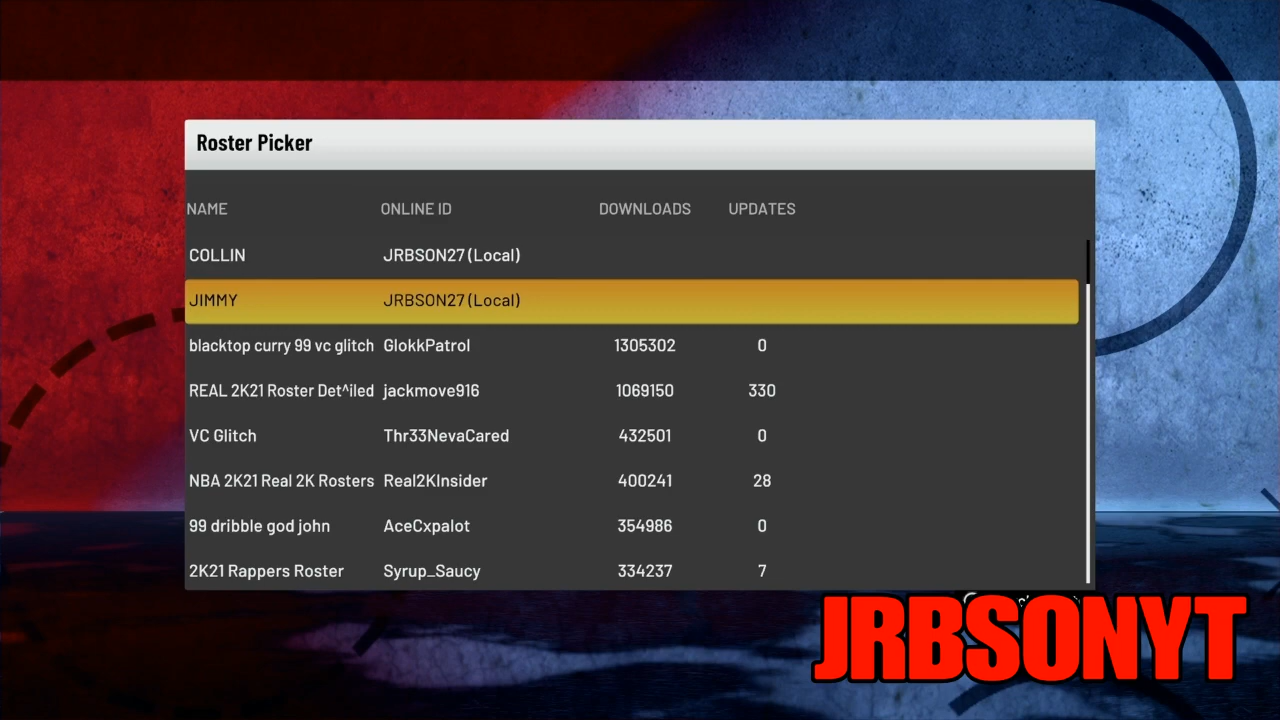 Roster Picker
NAME ONLINE ID DOWNLOADS UPDATES
COLLIN JRBSON27 (Local)
JIMMY JRBSON27 (Local)
blacktop curry 99 vc glitch GlokkPatrol 1305302 0
REAL 2K21 Roster Det^iled jackmove916 1069150 330
VC Glitch Thr33NevaCared 432501 0
NBA 2K21 Real 2K Rosters Real2KInsider 400241 28
99 dribble god john AceCxpalot 354986 0
2K21 Rappers Roster Syrup_Saucy 334237 7
JRBSONYT